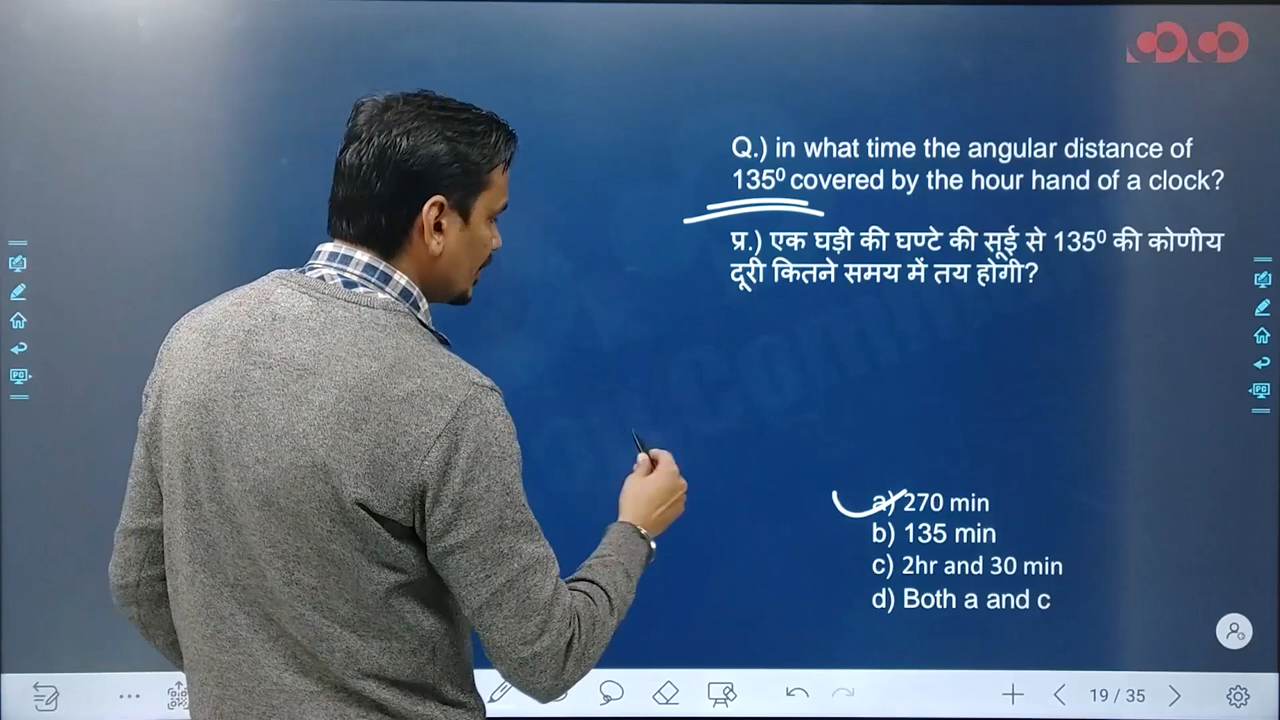 Q.) in what time the angular distance of
135⁰ covered by the hour hand of a clock?
प्र.) एक घड़ी की घण्टे की सूई से 135⁰ की कोणीय
दूरी कितने समय में तय होगी?
a) 270 min
b) 135 min
c) 2hr and 30 min
d) Both a and c
19 / 35